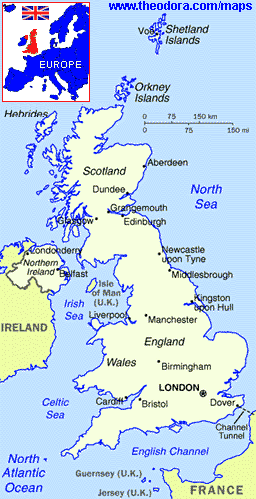 www.theodora.com/maps
EUROPE
Shetland
Islands
Orkney
Islands
Hebrides
0 75 150 km
0 75 150 mi
Scotland
Aberdeen
Dundee
North
Sea
Grangemouth
Glasgow
Edinburgh
Londonderry
Northern
Ireland
Belfast
Newcastle
upon Tyne
Middlesbrough
Isle of
Man (U.K.)
Irish
Sea
Kingston
upon Hull
IRELAND
Liverpool
Manchester
England
Wales
Birmingham
LONDON
Celtic
Sea
Cardiff
Bristol
Dover
Channel
Tunnel
English Channel
North
Atlantic
Ocean
Guernsey (U.K.)
Jersey (U.K.)
FRANCE